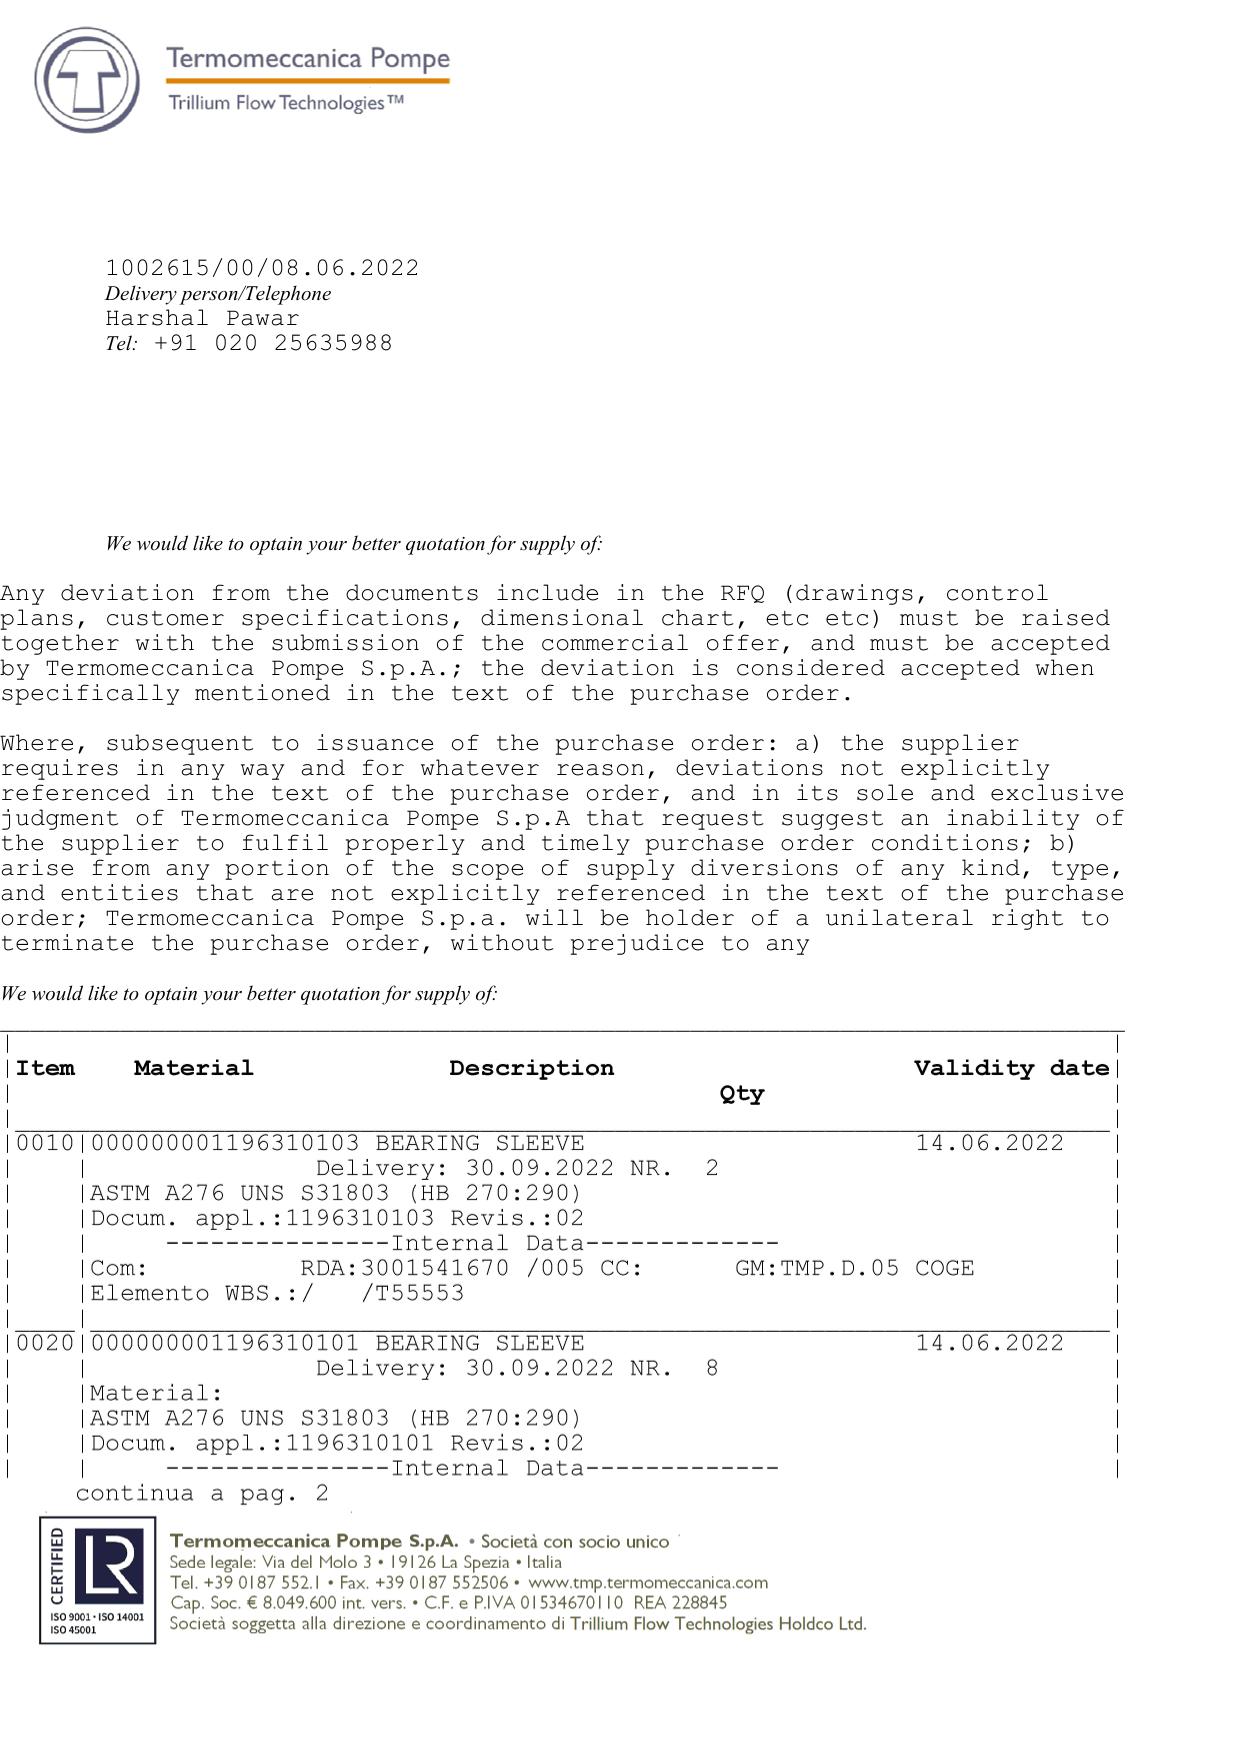 Termomeccanica Pompe
Trillium Flow Technologies™
1002615/00/08.06.2022
Delivery person/Telephone
Harshal Pawar
Tel: +91 020 25635988
We would like to optain your better quotation for supply of:
Any deviation from the documents include in the RFQ (drawings, control
plans, customer specifications, dimensional chart, etc etc) must be raised
together with the submission of the commercial offer, and must be accepted
by Termomeccanica Pompe S.p.A.; the deviation is considered accepted when
specifically mentioned in the text of the purchase order.
Where, subsequent to issuance of the purchase order: a) the supplier
requires in any way and for whatever reason, deviations not explicitly
referenced in the text of the purchase order, and in its sole and exclusive
judgment of Termomeccanica Pompe S.p.A that request suggest an inability of
the supplier to fulfil properly and timely purchase order conditions; b)
arise from any portion of the scope of supply diversions of any kind, type,
and entities that are not explicitly referenced in the text of the purchase
order; Termomeccanica Pompe S.p.a. will be holder of a unilateral right to
terminate the purchase order, without prejudice to any
We would like to optain your better quotation for supply of:
Item Material Description Validity date
Qty
0010|000000001196310103 BEARING SLEEVE 14.06.2022
Delivery: 30.09.2022 NR. 2
ASTM A276 UNS S31803 (HB 270:290)
Docum. appl.:1196310103 Revis.:02
---------------Internal Data-------------
Com: RDA:3001541670 /005 CC: GM:TMP.D.05 COGE
Elemento WBS.:/ /T55553
0020|000000001196310101 BEARING SLEEVE 14.06.2022
Delivery: 30.09.2022 NR. 8
Material:
ASTM A276 UNS S31803 (HB 270:290)
Docum. appl.:1196310101 Revis.:02
---------------Internal Data-------------
continua a pag. 2
CERTIFIED
LR
ISO 9001 • ISO 14001
ISO 45001
Termomeccanica Pompe S.p.A. • Società con socio unico
Sede legale: Via del Molo 3 • 19126 La Spezia • Italia
Tel. +39 0187 552.1 • Fax. +39 0187 552506 • www.tmp.termomeccanica.com
Cap. Soc. € 8.049.600 int. vers. • C.F. e P.IVA 01534670110 REA 228845
Società soggetta alla direzione e coordinamento di Trillium Flow Technologies Holdco Ltd.